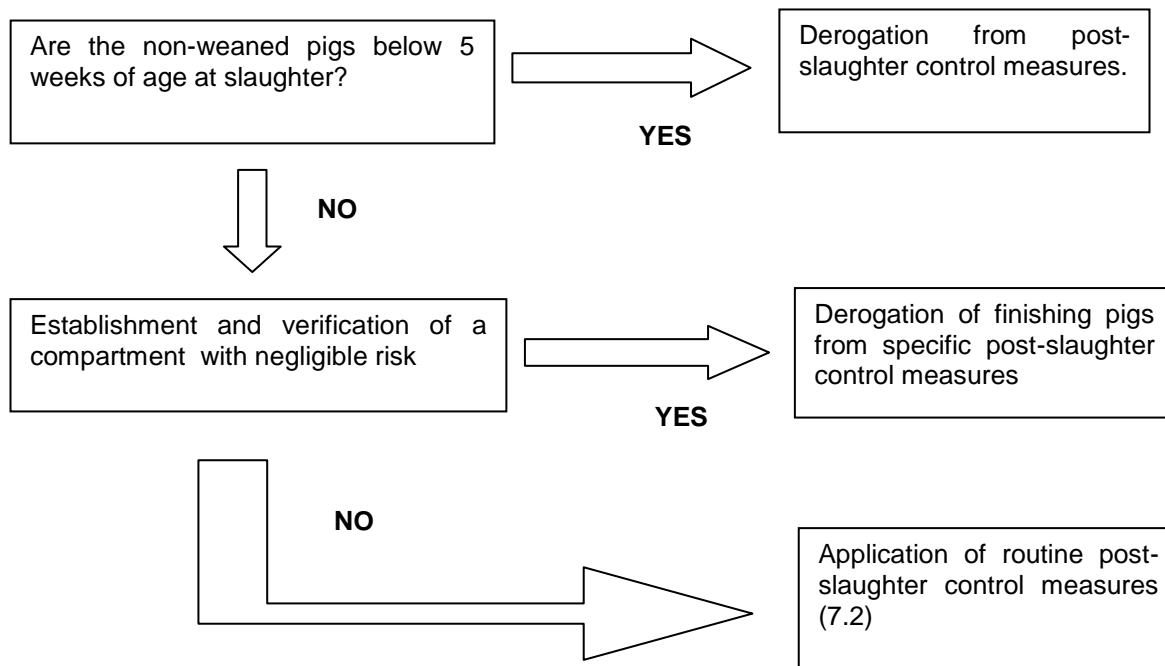 Are the non-weaned pigs below 5
weeks of age at slaughter?
Derogation from post-
slaughter control measures.
YES
NO
Establishment and verification of a
compartment with negligible risk
Derogation of finishing pigs
from specific post-slaughter
control measures
YES
NO
Application of routine post-
slaughter control measures
(7.2)